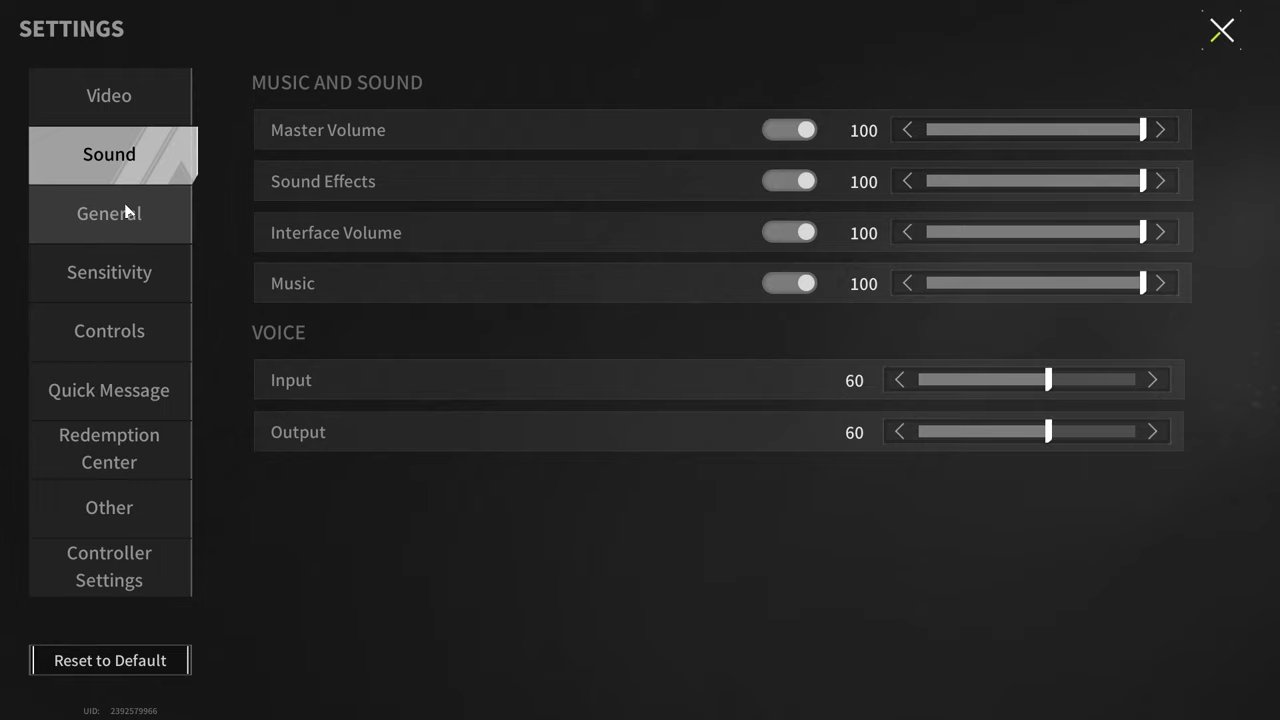 SETTINGS
Video
Sound
General
Sensitivity
Controls
Quick Message
Redemption
Center
Other
Controller
Settings
Reset to Default
UID: 2392579966
MUSIC AND SOUND
Master Volume 100
Sound Effects 100
Interface Volume 100
Music 100
VOICE
Input 60
Output 60